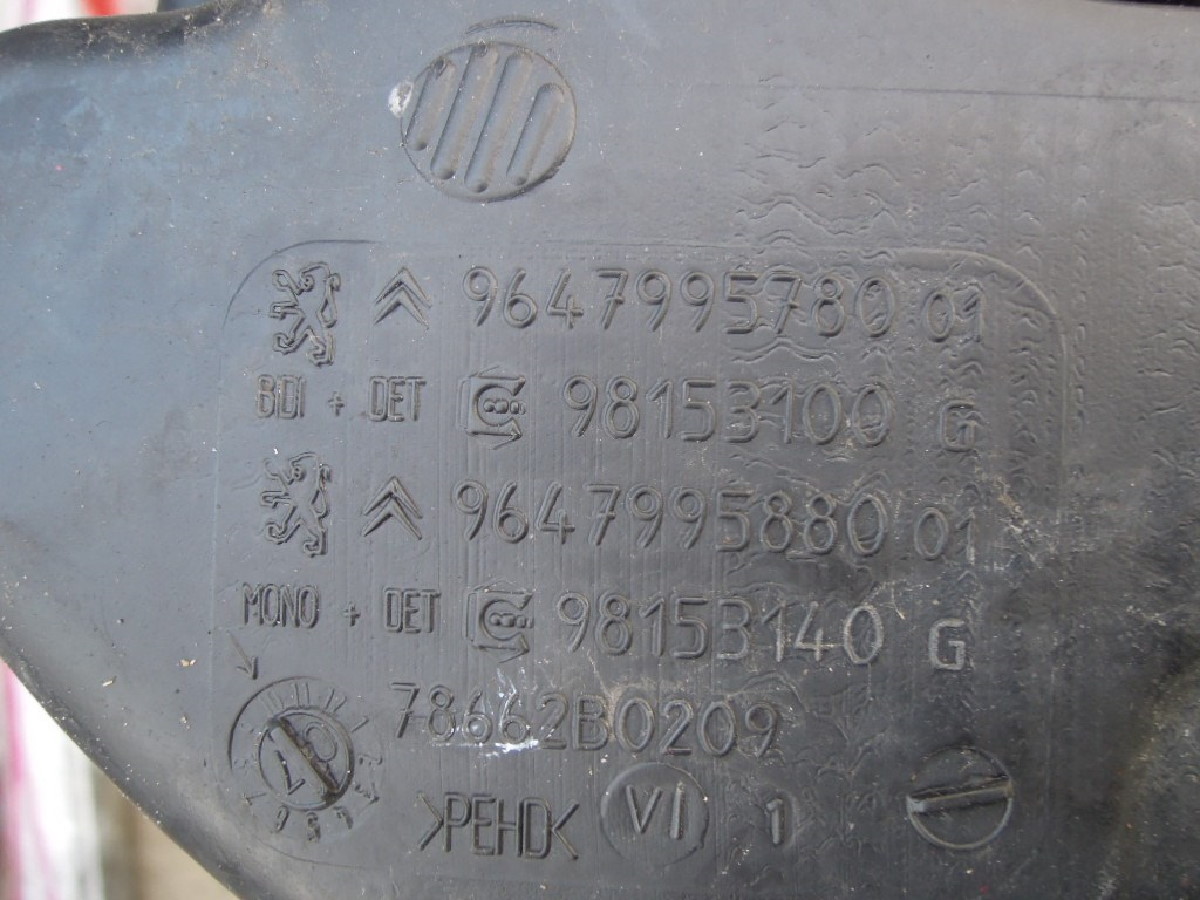 9647995780 01
BDI + DET 98153100 G
9647995880 01
MONO + DET 98153140 G
78662B0209
>PEHD< VI 1